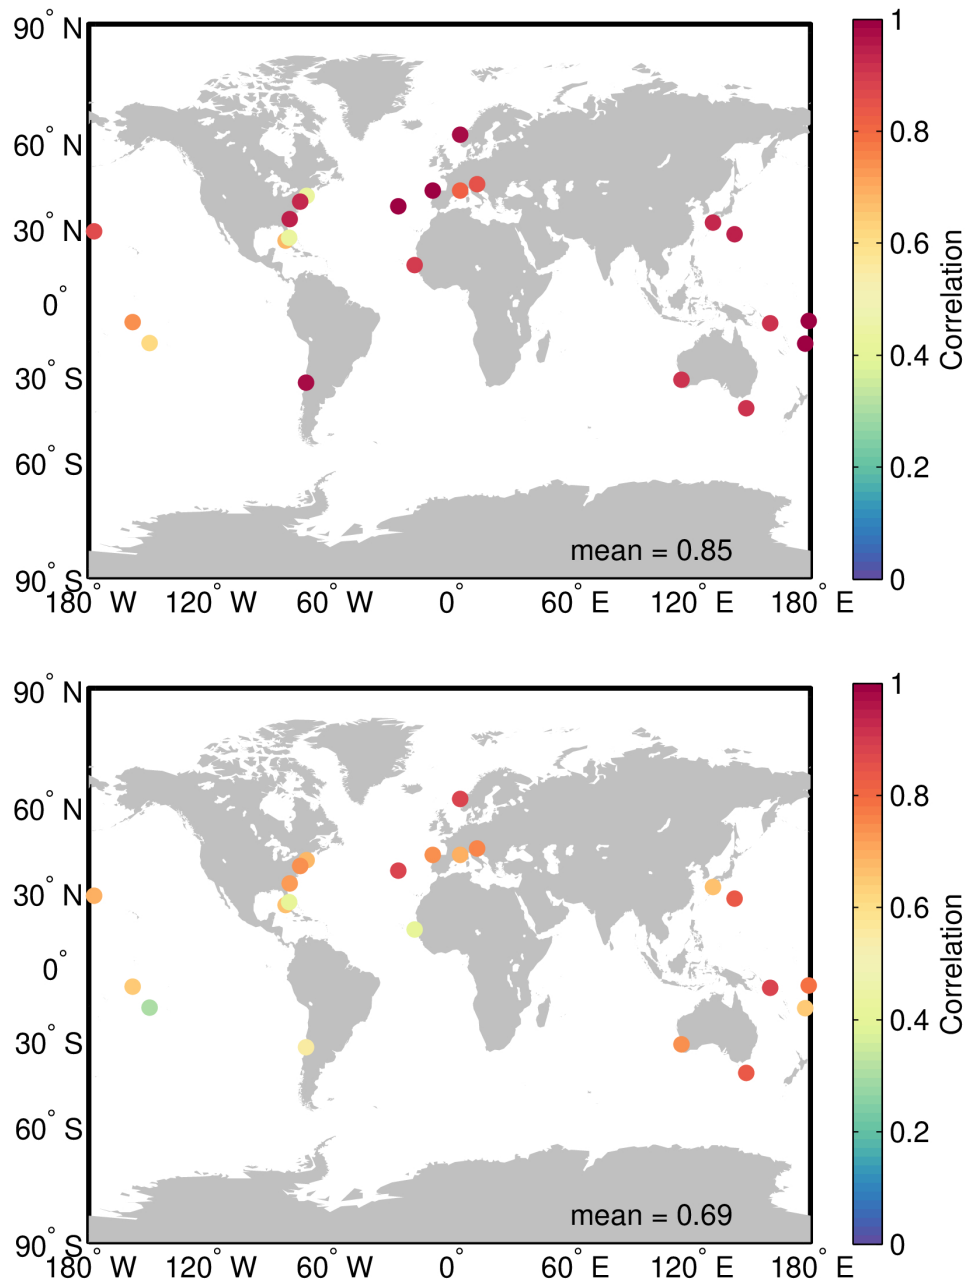 90° N
60° N
30° N
0°
30° S
60° S
90° S
180° W 120° W 60° W 0° 60° E 120° E 180° E
mean = 0.85
1
0.8
0.6
0.4
0.2
0
Correlation
90° N
60° N
30° N
0°
30° S
60° S
90° S
180° W 120° W 60° W 0° 60° E 120° E 180° E
mean = 0.69
1
0.8
0.6
0.4
0.2
0
Correlation